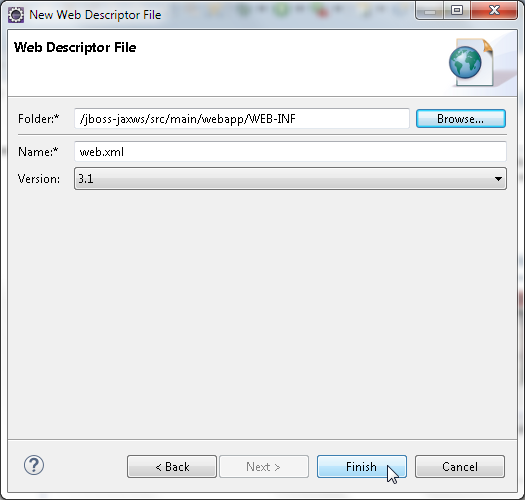 New Web Descriptor File
Web Descriptor File
Folder:* /jboss-jaxws/src/main/webapp/WEB-INF Browse...
Name:* web.xml
Version: 3.1
? < Back Next > Finish Cancel